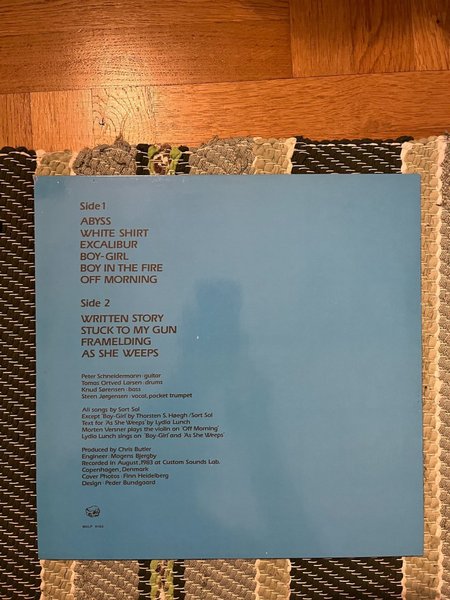 Side 1
ABYSS
WHITE SHIRT
EXCALIBUR
BOY-GIRL
BOY IN THE FIRE
OFF MORNING
Side 2
WRITTEN STORY
STUCK TO MY GUN
FRAMELDING
AS SHE WEEPS
Peter Schneidermann · guitar
Tomas Ortved Larsen · drums
Knud Sørensen · bass
Steen Jørgensen · vocal, pocket trumpet
All songs by Sort Sol
Except 'Boy-Girl' by Thorsten S. Høegh/Sort Sol
Text for 'As She Weeps' by Lydia Lunch
Morten Versner plays the violin on 'Off Morning'
Lydia Lunch sings on 'Boy-Girl' and 'As She Weeps'
Produced by Chris Butler
Engineer: Mogens Bjergby
Recorded in August, 1983 at Custom Sounds Lab.
Copenhagen, Denmark
Cover Photos · Finn Heidelberg
Design · Peder Bundgaard